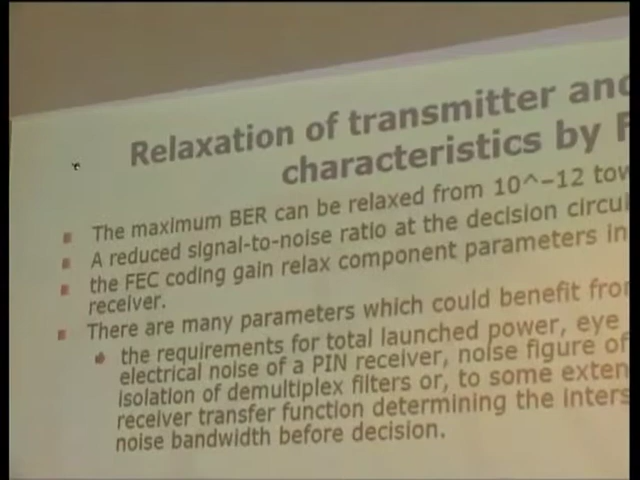 Relaxation of transmitter and
characteristics by F
The maximum BER can be relaxed from 10^-12 tow
A reduced signal-to-noise ratio at the decision circui
the FEC coding gain relax component parameters in
receiver.
There are many parameters which could benefit from
the requirements for total launched power, eye
electrical noise of a PIN receiver, noise figure of
isolation of demultiplex filters or, to some exten
receiver transfer function determining the inters
noise bandwidth before decision.